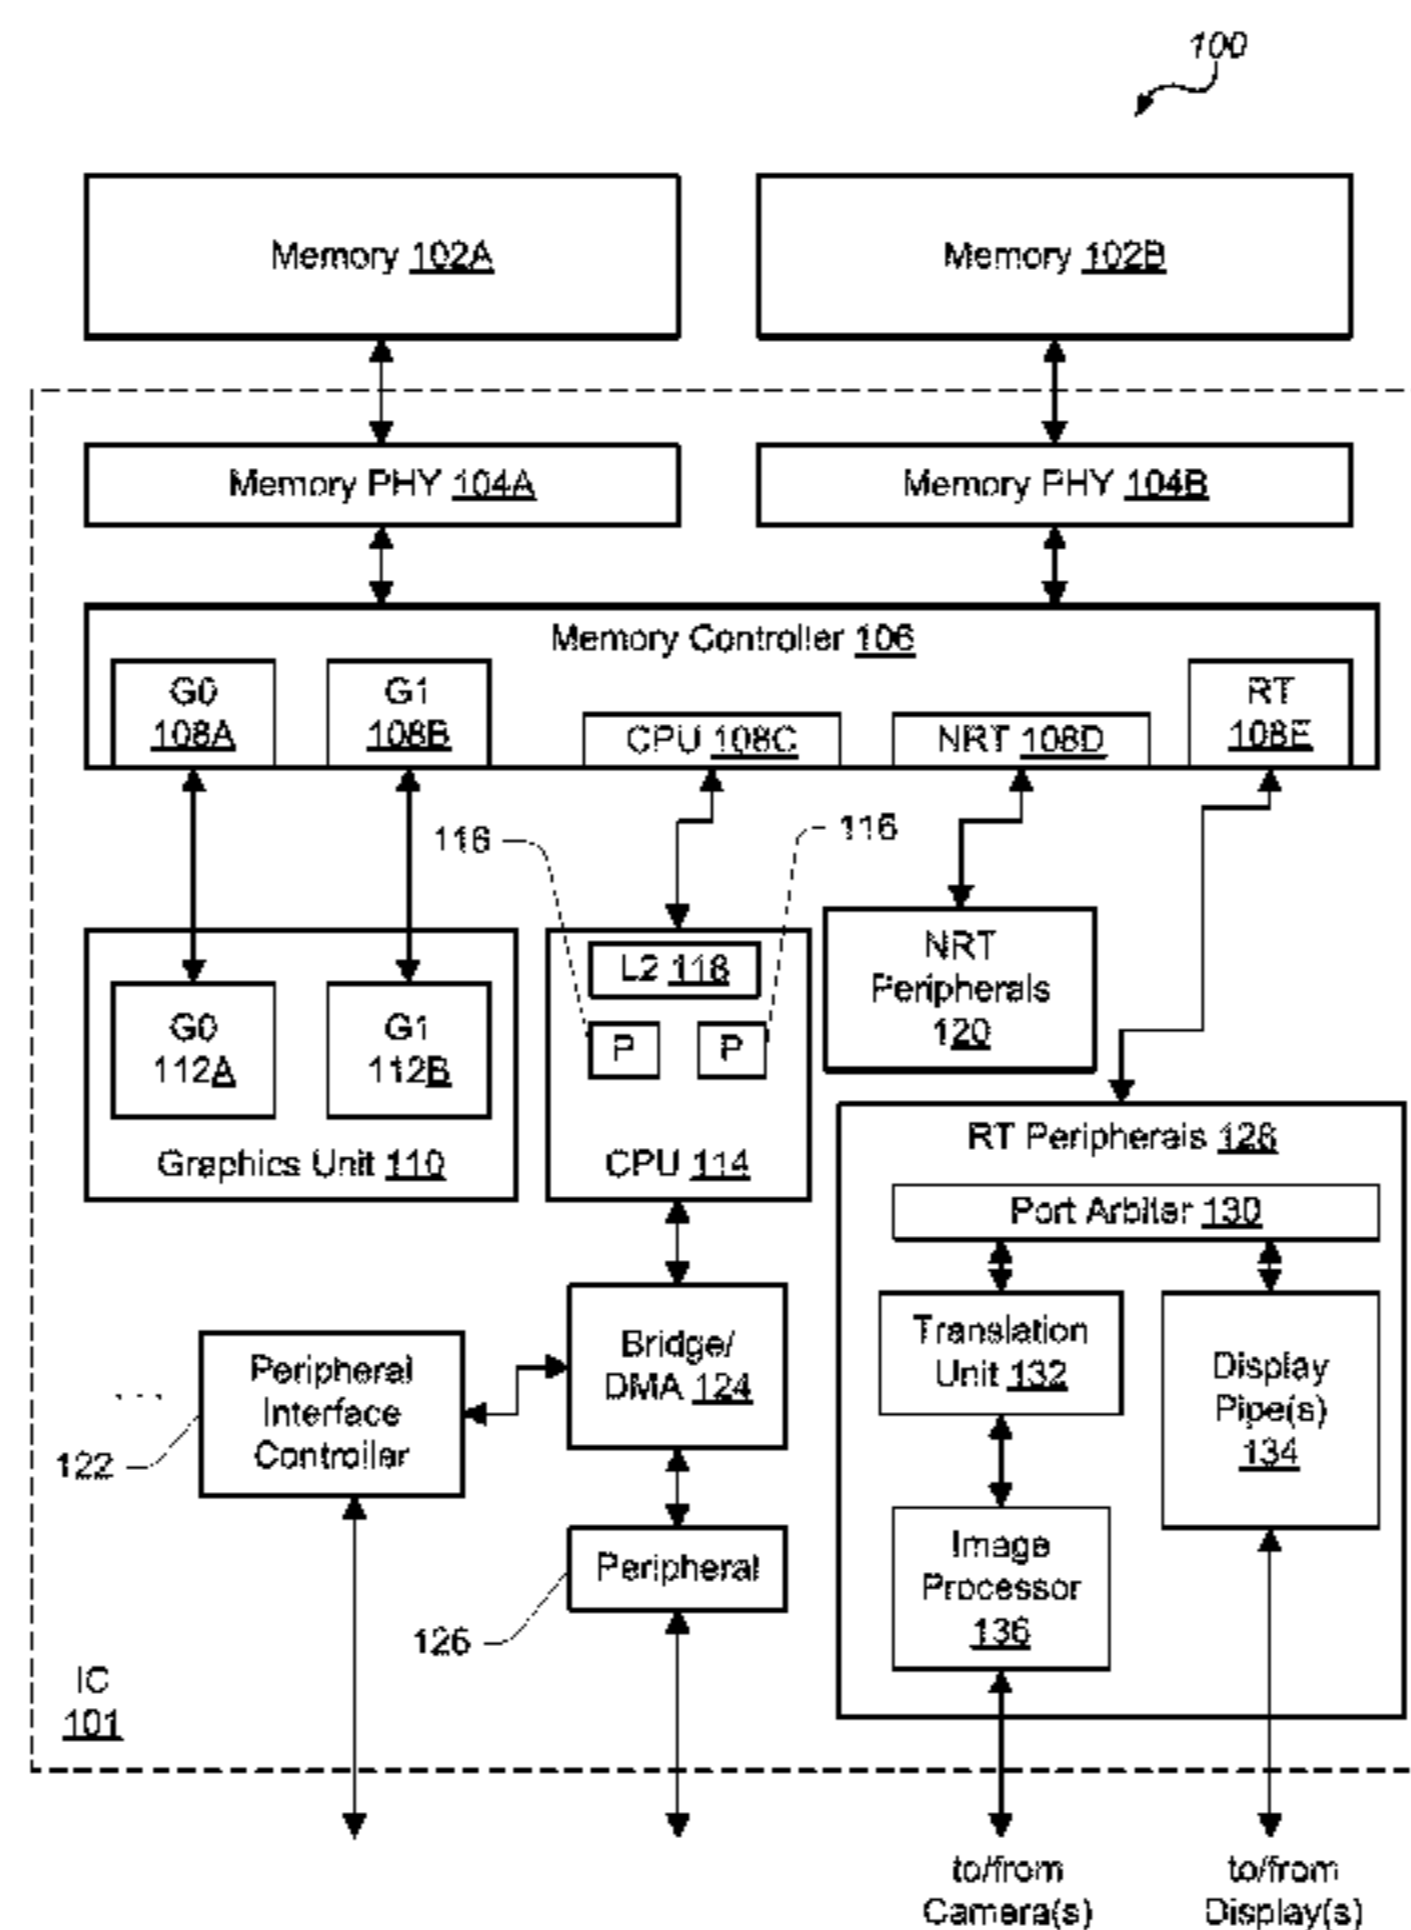 100
Memory 102A
Memory 102B
Memory PHY 104A
Memory PHY 104B
Memory Controller 106
G0
108A
G1
108B
CPU 108C
NRT 108D
RT
108E
116
116
L2 118
P
P
CPU 114
G0
112A
G1
112B
Graphics Unit 110
NRT
Peripherals
120
RT Peripherals 128
Port Arbiter 130
Translation
Unit 132
Display
Pipe(s)
134
Image
Processor
136
Bridge/
DMA 124
Peripheral
Interface
Controller
122
Peripheral
126
IC
101
to/from
Camera(s)
to/from
Display(s)